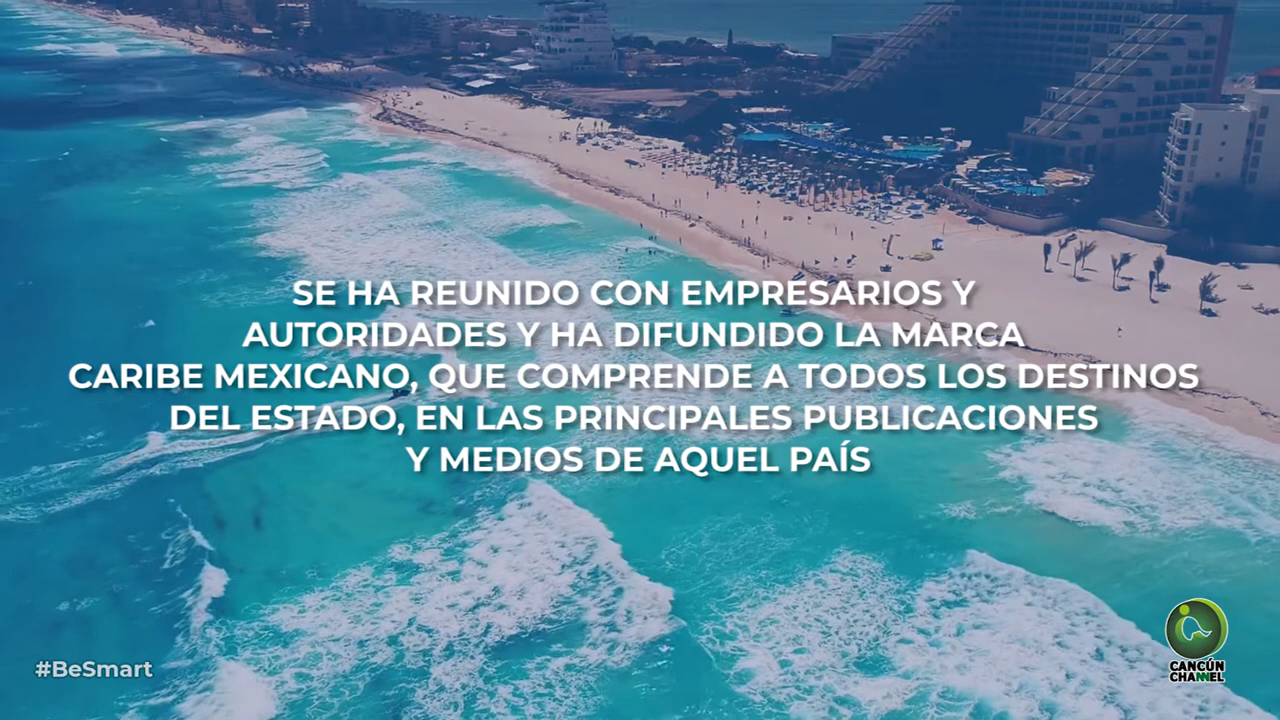 SE HA REUNIDO CON EMPRESARIOS Y
AUTORIDADES Y HA DIFUNDIDO LA MARCA
CARIBE MEXICANO, QUE COMPRENDE A TODOS LOS DESTINOS
DEL ESTADO, EN LAS PRINCIPALES PUBLICACIONES
Y MEDIOS DE AQUEL PAÍS
#BeSmart
CANCÚN
CHANNEL